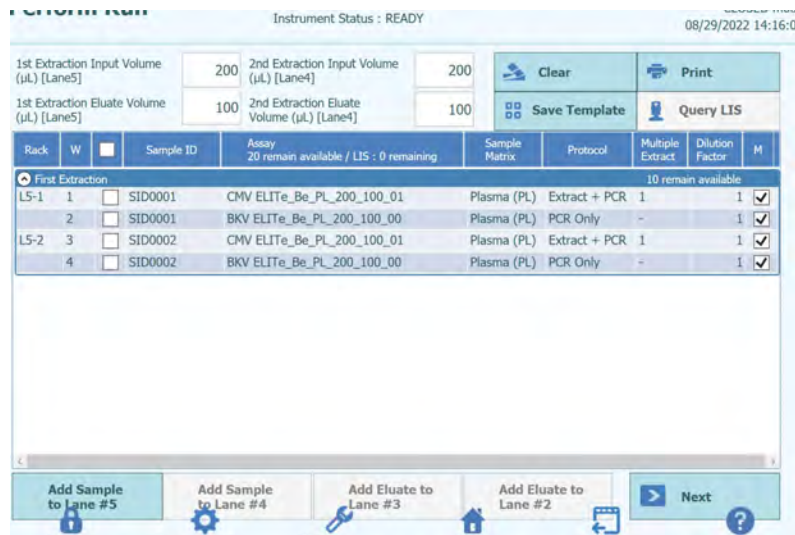 Perform Run
Instrument Status : READY
08/29/2022 14:16:0
1st Extraction Input Volume (µL) [Lane5]
200
2nd Extraction Input Volume (µL) [Lane4]
200
Clear
Print
1st Extraction Eluate Volume (µL) [Lane5]
100
2nd Extraction Eluate Volume (µL) [Lane4]
100
Save Template
Query LIS
Rack W Sample ID Assay 20 remain available / LIS : 0 remaining Sample Matrix Protocol Multiple Extract Dilution Factor M
First Extraction 10 remain available
L5-1 1 SID0001 CMV ELITe_Be_PL_200_100_01 Plasma (PL) Extract + PCR 1 1
2 SID0001 BKV ELITe_Be_PL_200_100_00 Plasma (PL) PCR Only - 1
L5-2 3 SID0002 CMV ELITe_Be_PL_200_100_01 Plasma (PL) Extract + PCR 1 1
4 SID0002 BKV ELITe_Be_PL_200_100_00 Plasma (PL) PCR Only - 1
Add Sample to Lane #5
Add Sample to Lane #4
Add Eluate to Lane #3
Add Eluate to Lane #2
Next